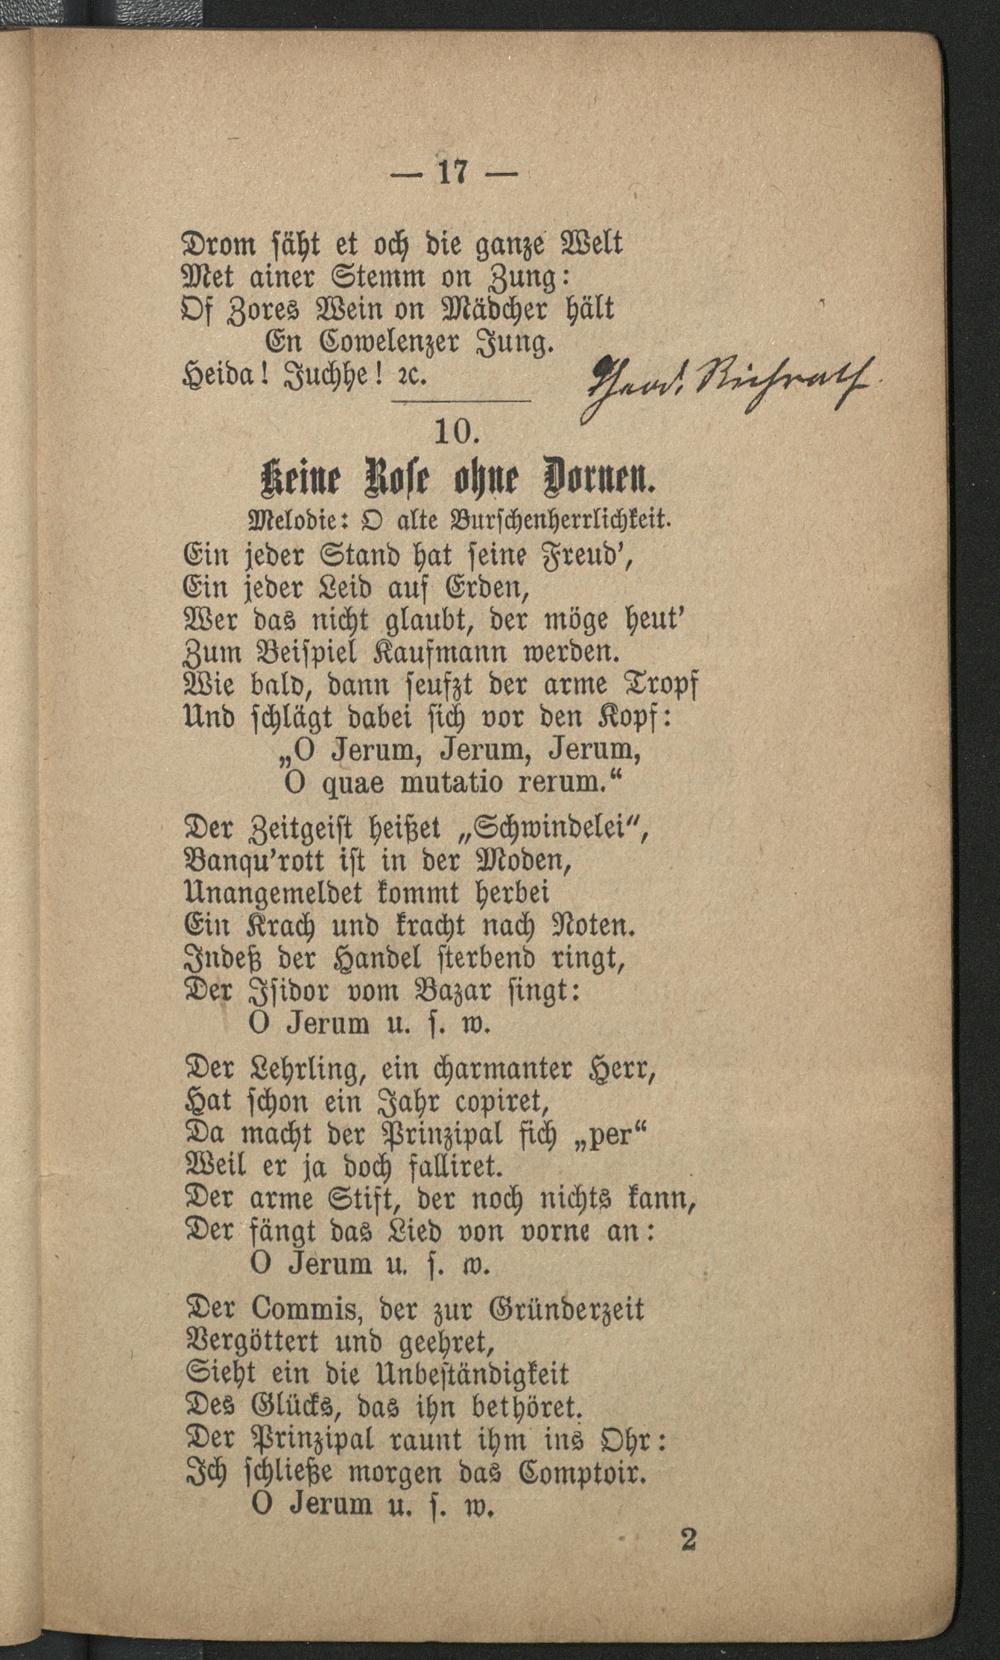 — 17 —
Drom säht et och die ganze Welt
Met ainer Stemm on Zung:
Of Zores Wein on Mädcher hält
En Cowelenzer Jung.
Heida! Juchhe! ꝛc.
Theod. Richrath
10.
Keine Rose ohne Dornen.
Melodie: O alte Burschenherrlichkeit.
Ein jeder Stand hat seine Freud',
Ein jeder Leid auf Erden,
Wer das nicht glaubt, der möge heut'
Zum Beispiel Kaufmann werden.
Wie bald, dann seufzt der arme Tropf
Und schlägt dabei sich vor den Kopf:
„O Jerum, Jerum, Jerum,
O quae mutatio rerum.“
Der Zeitgeist heißet „Schwindelei“,
Banqu'rott ist in der Moden,
Unangemeldet kommt herbei
Ein Krach und kracht nach Noten.
Indeß der Handel sterbend ringt,
Der Isidor vom Bazar singt:
O Jerum u. s. w.
Der Lehrling, ein charmanter Herr,
Hat schon ein Jahr copiret,
Da macht der Prinzipal sich „per“
Weil er ja doch falliret.
Der arme Stift, der noch nichts kann,
Der fängt das Lied von vorne an:
O Jerum u. s. w.
Der Commis, der zur Gründerzeit
Vergöttert und geehret,
Sieht ein die Unbeständigkeit
Des Glücks, das ihn bethöret.
Der Prinzipal raunt ihm ins Ohr:
Ich schließe morgen das Comptoir.
O Jerum u. s. w.
2